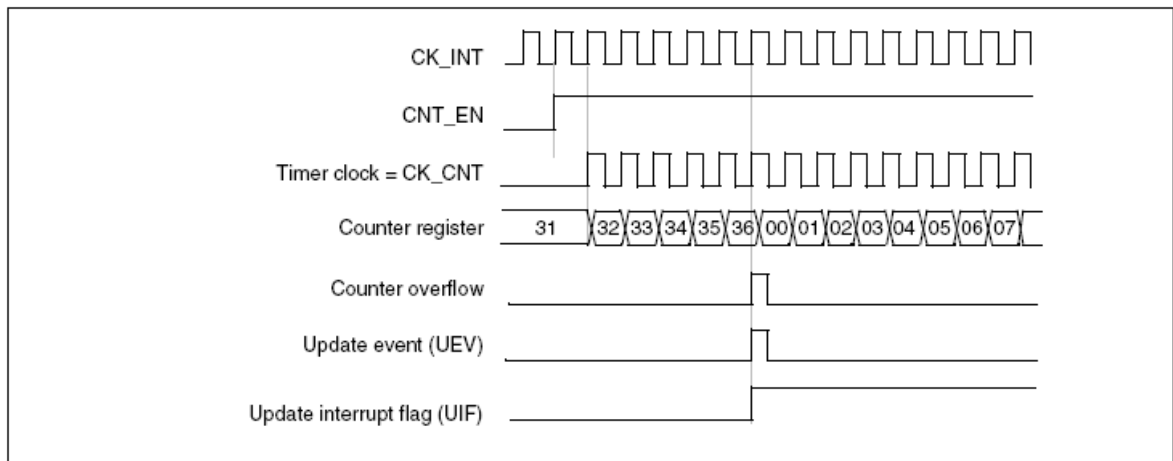 CK_INT
CNT_EN
Timer clock = CK_CNT
Counter register 31 32 33 34 35 36 00 01 02 03 04 05 06 07
Counter overflow
Update event (UEV)
Update interrupt flag (UIF)